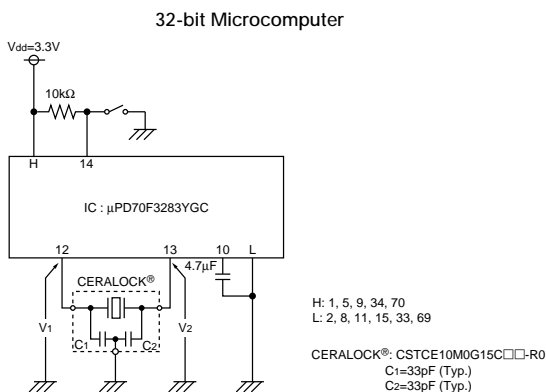 32-bit Microcomputer
Vdd=3.3V
10kΩ
H
14
IC : μPD70F3283YGC
12
13
10
L
4.7μF
CERALOCK®
V1
C1
C2
V2
H: 1, 5, 9, 34, 70
L: 2, 8, 11, 15, 33, 69
CERALOCK®: CSTCE10M0G15C□□-R0
C1=33pF (Typ.)
C2=33pF (Typ.)